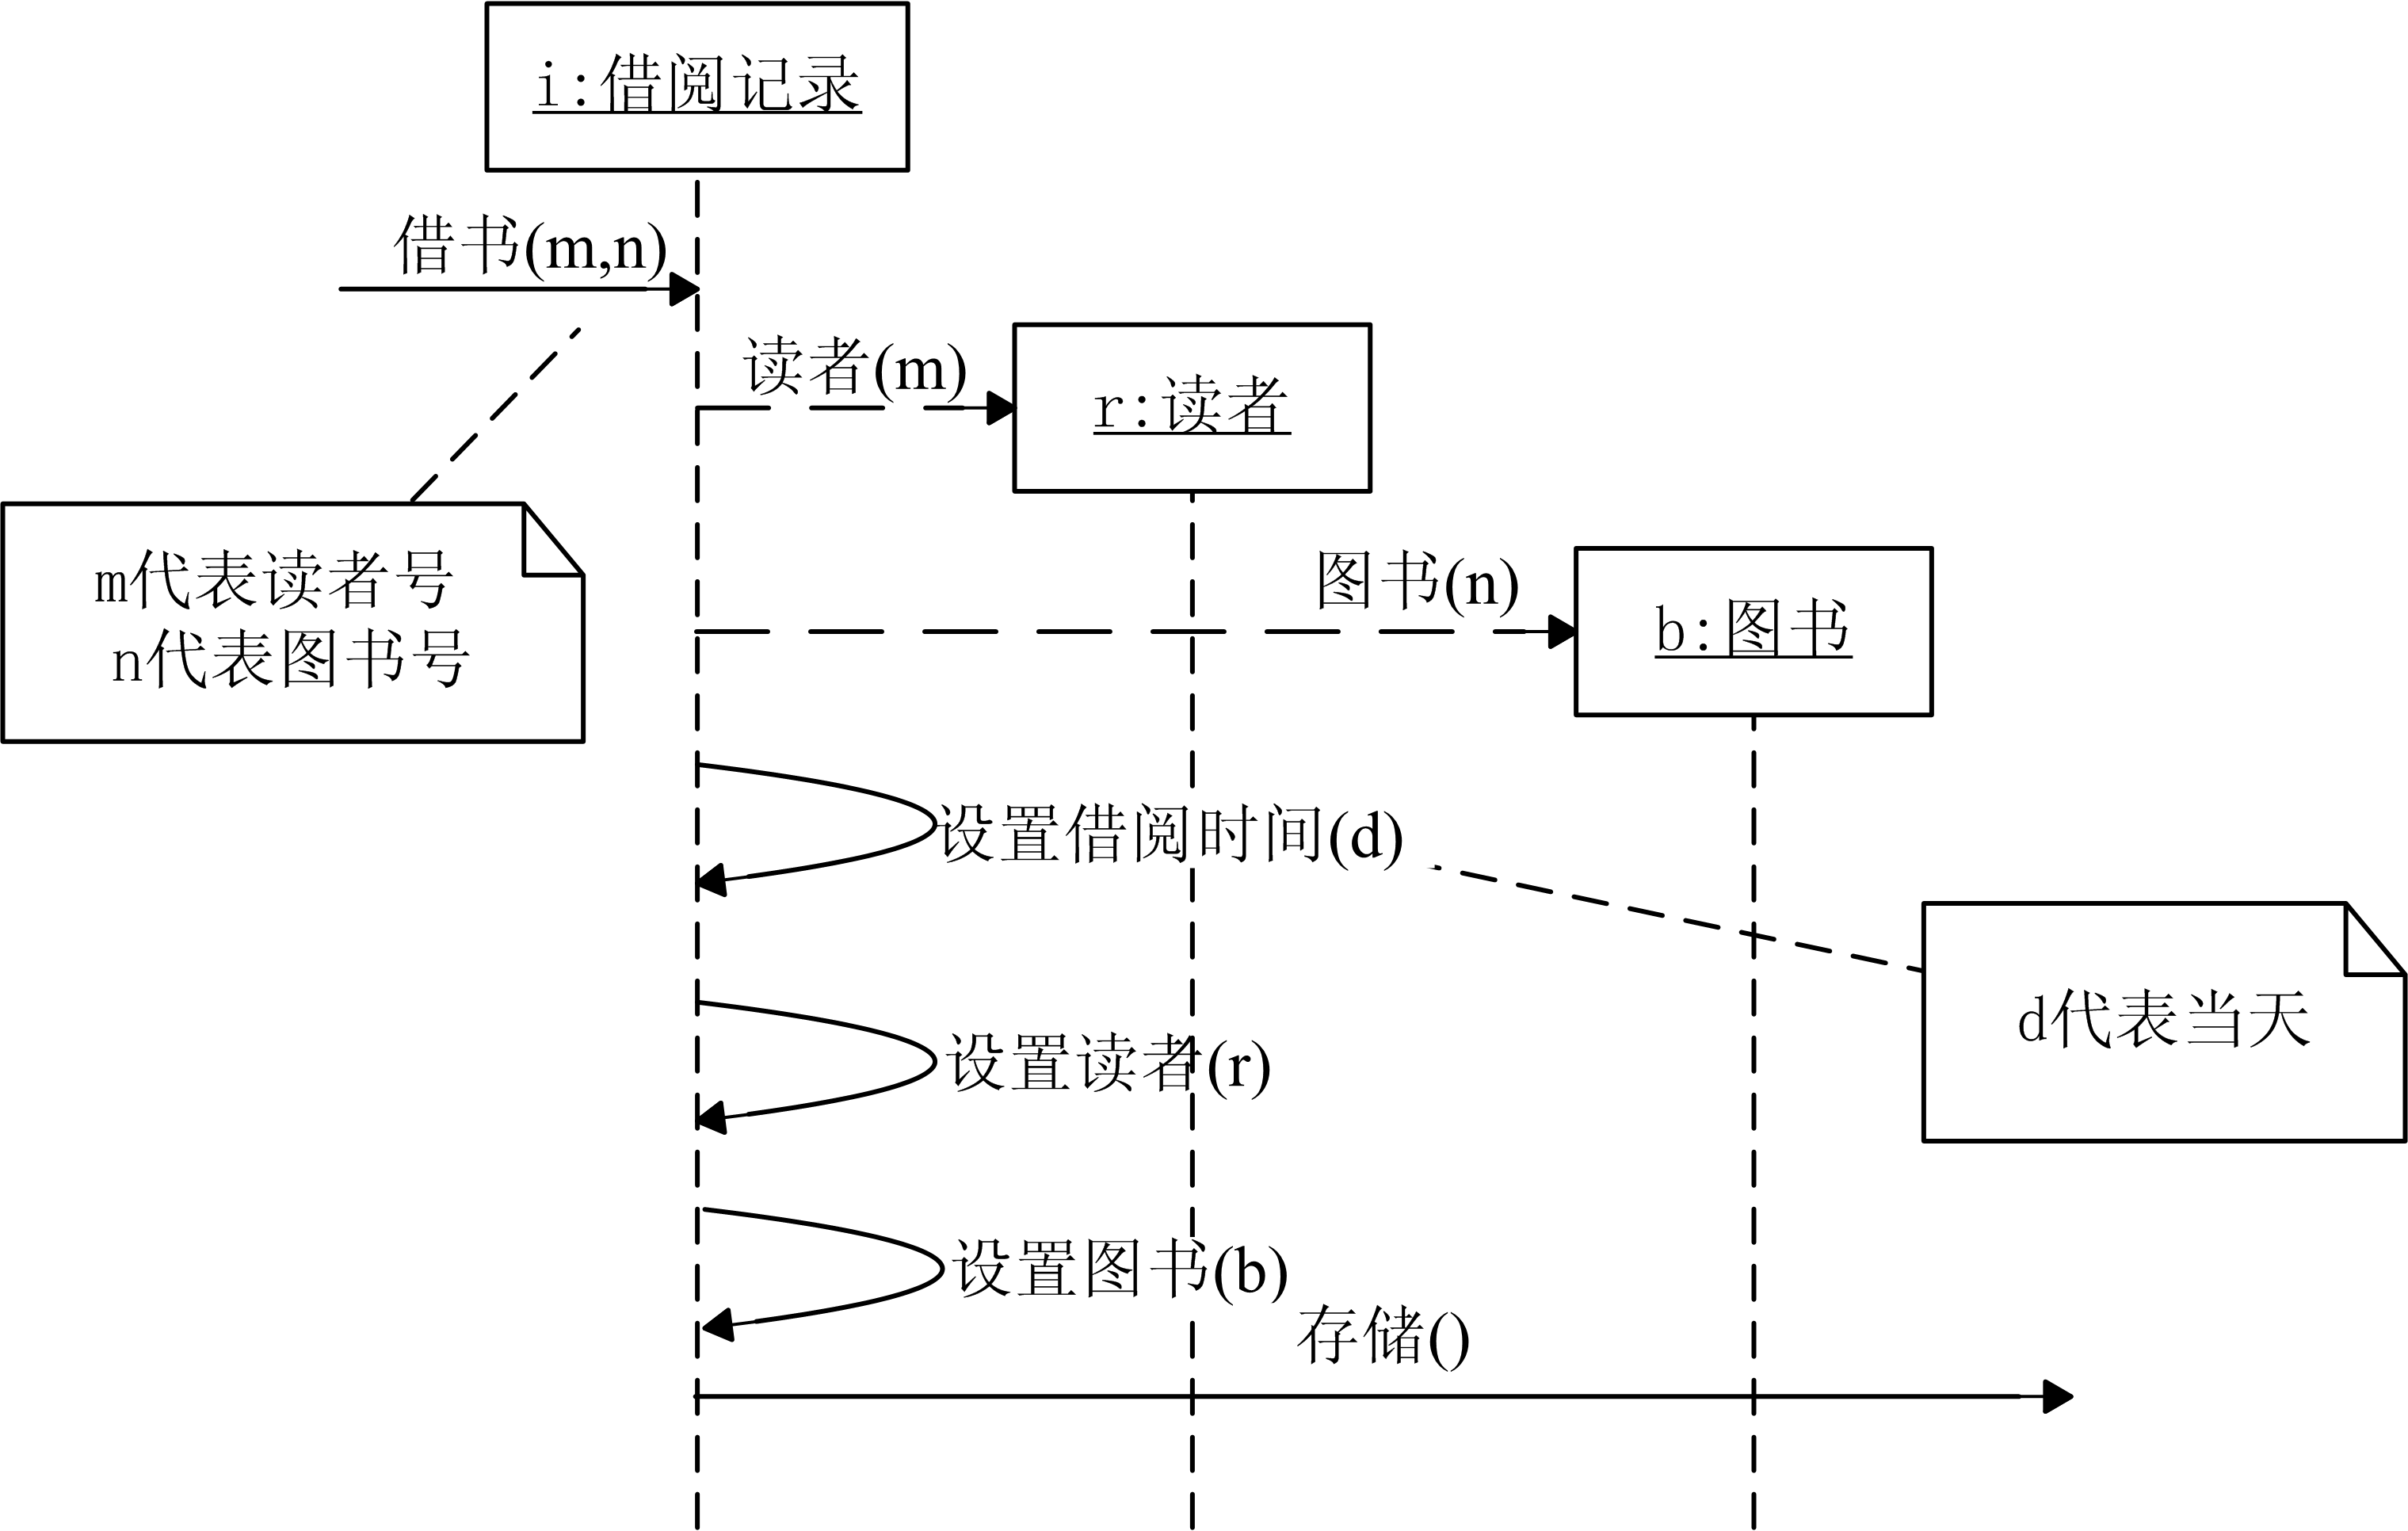 i:借阅记录
借书(m,n)
读者(m)
r:读者
m代表读者号
n代表图书号
图书(n)
b:图书
设置借阅时间(d)
d代表当天
设置读者(r)
设置图书(b)
存储()